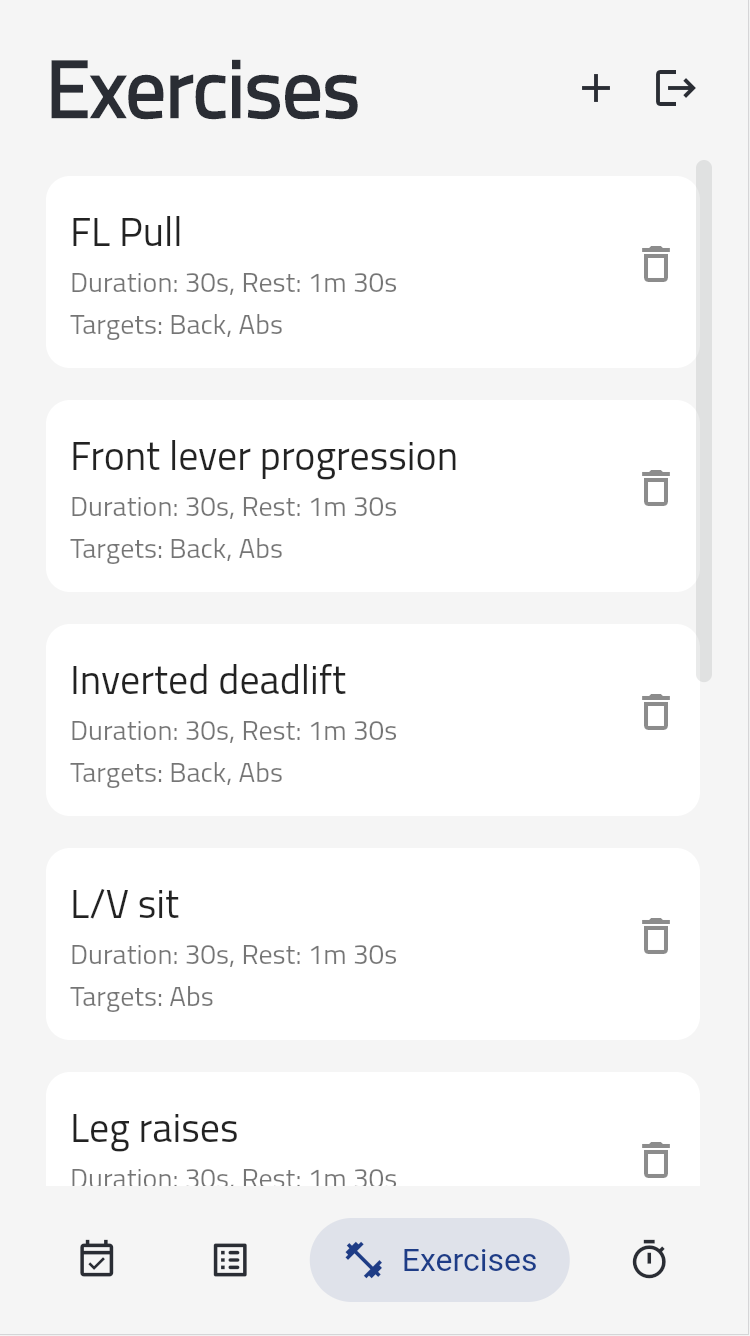 Exercises
FL Pull
Duration: 30s, Rest: 1m 30s
Targets: Back, Abs
Front lever progression
Duration: 30s, Rest: 1m 30s
Targets: Back, Abs
Inverted deadlift
Duration: 30s, Rest: 1m 30s
Targets: Back, Abs
L/V sit
Duration: 30s, Rest: 1m 30s
Targets: Abs
Leg raises
Duration: 30s, Rest: 1m 30s
Exercises